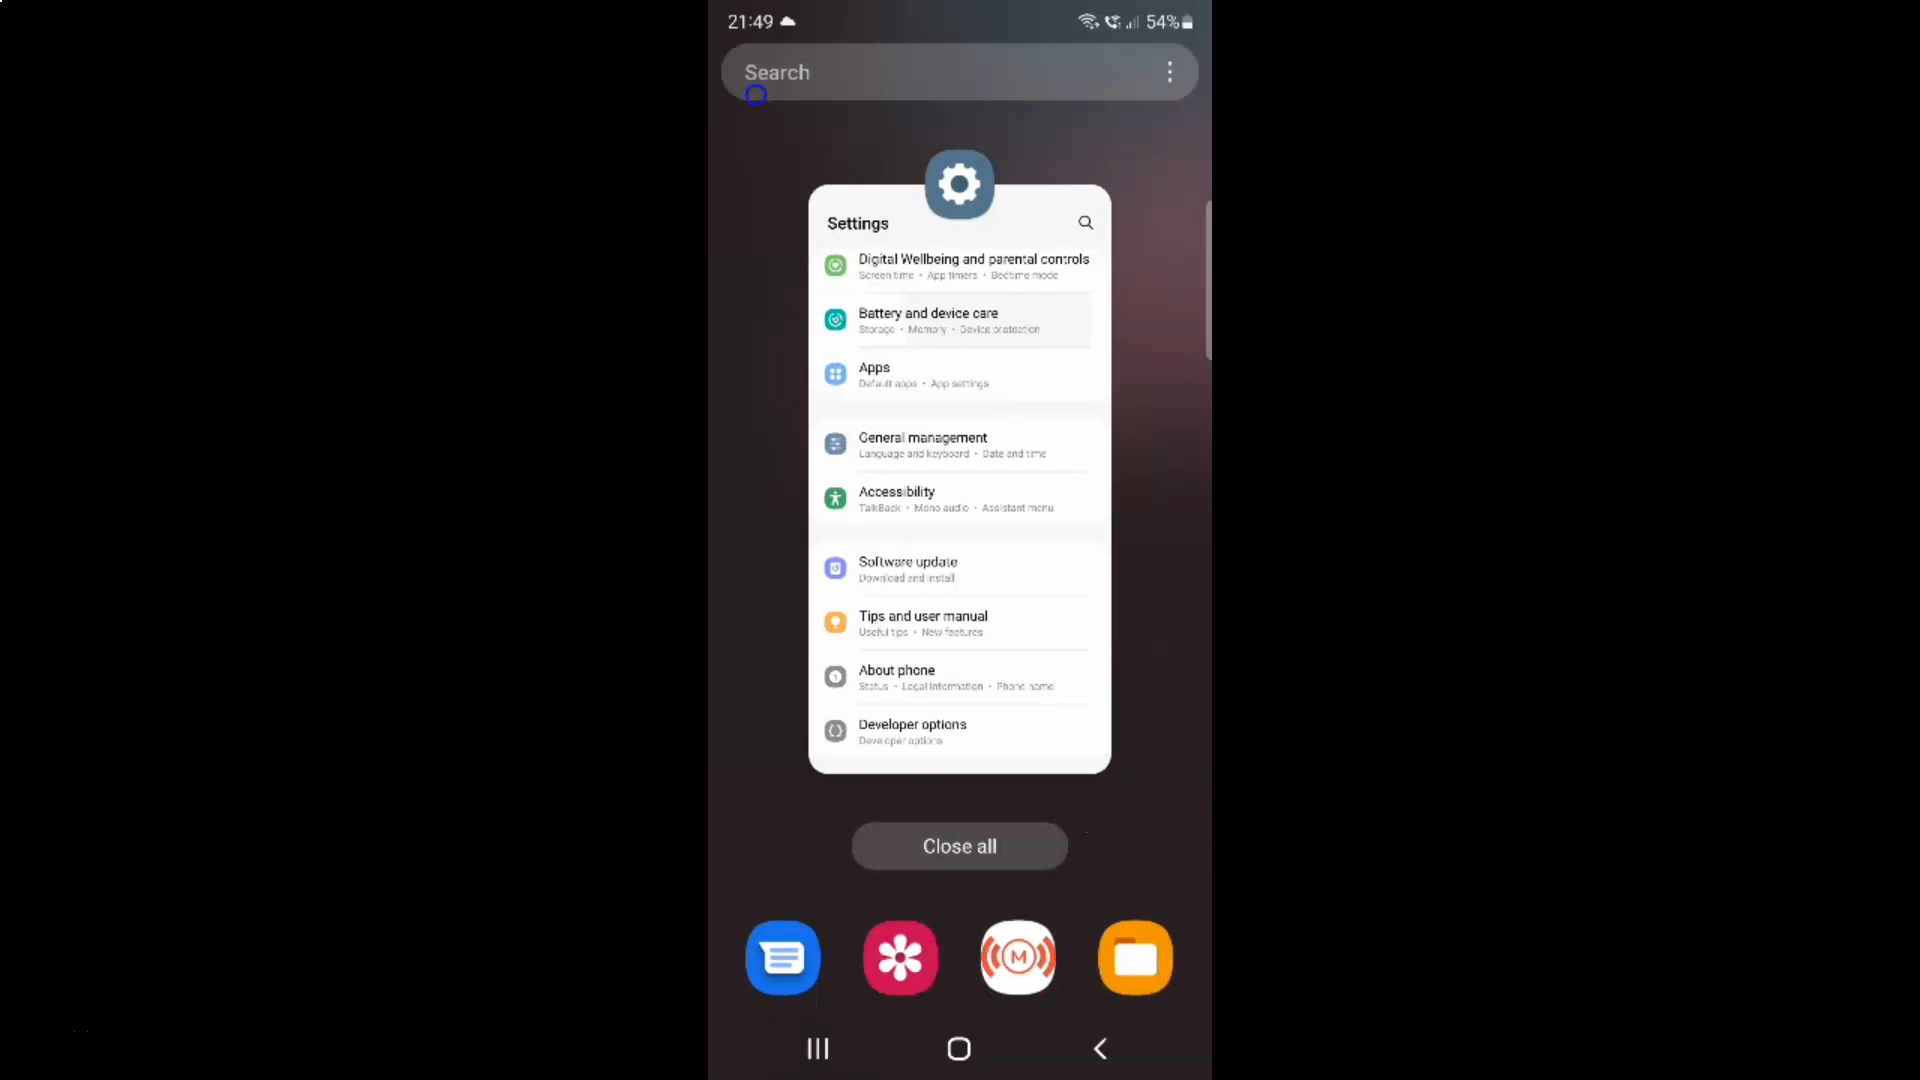 21:49
54%
Search
Settings
Digital Wellbeing and parental controls
Screen time • App timers • Bedtime mode
Battery and device care
Storage • Memory • Device protection
Apps
Default apps • App settings
General management
Language and keyboard • Date and time
Accessibility
TalkBack • Mono audio • Assistant menu
Software update
Download and install
Tips and user manual
Useful tips • New features
About phone
Status • Legal information • Phone name
Developer options
Developer options
Close all
M